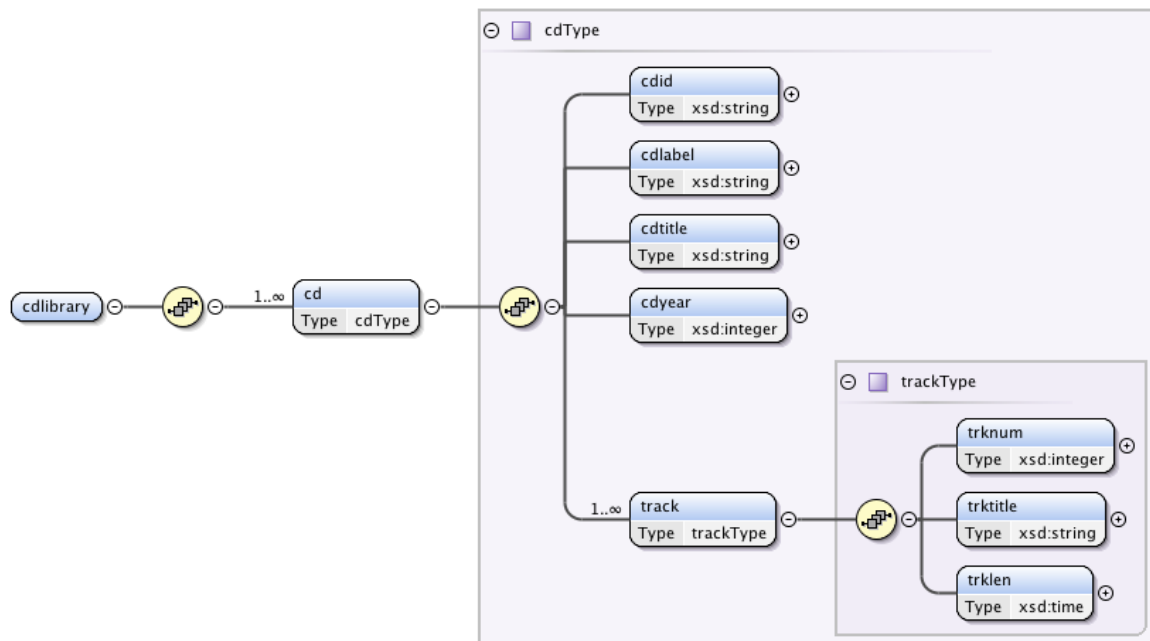 cdType
cdid
Type xsd:string
cdlabel
Type xsd:string
cdtitle
Type xsd:string
cdlibrary
1..∞
cd
Type cdType
cdyear
Type xsd:integer
trackType
trknum
Type xsd:integer
1..∞
track
Type trackType
trktitle
Type xsd:string
trklen
Type xsd:time